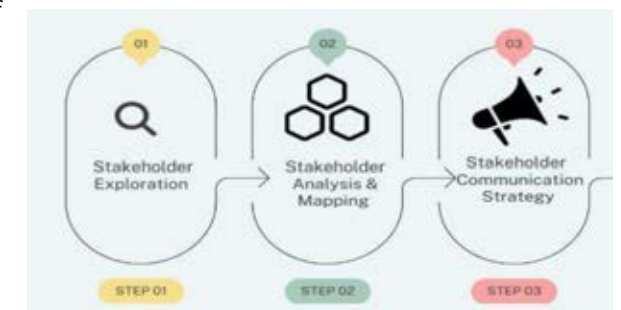 01
Stakeholder
Exploration
STEP 01
02
Stakeholder
Analysis &
Mapping
STEP 02
03
Stakeholder
Communication
Strategy
STEP 03